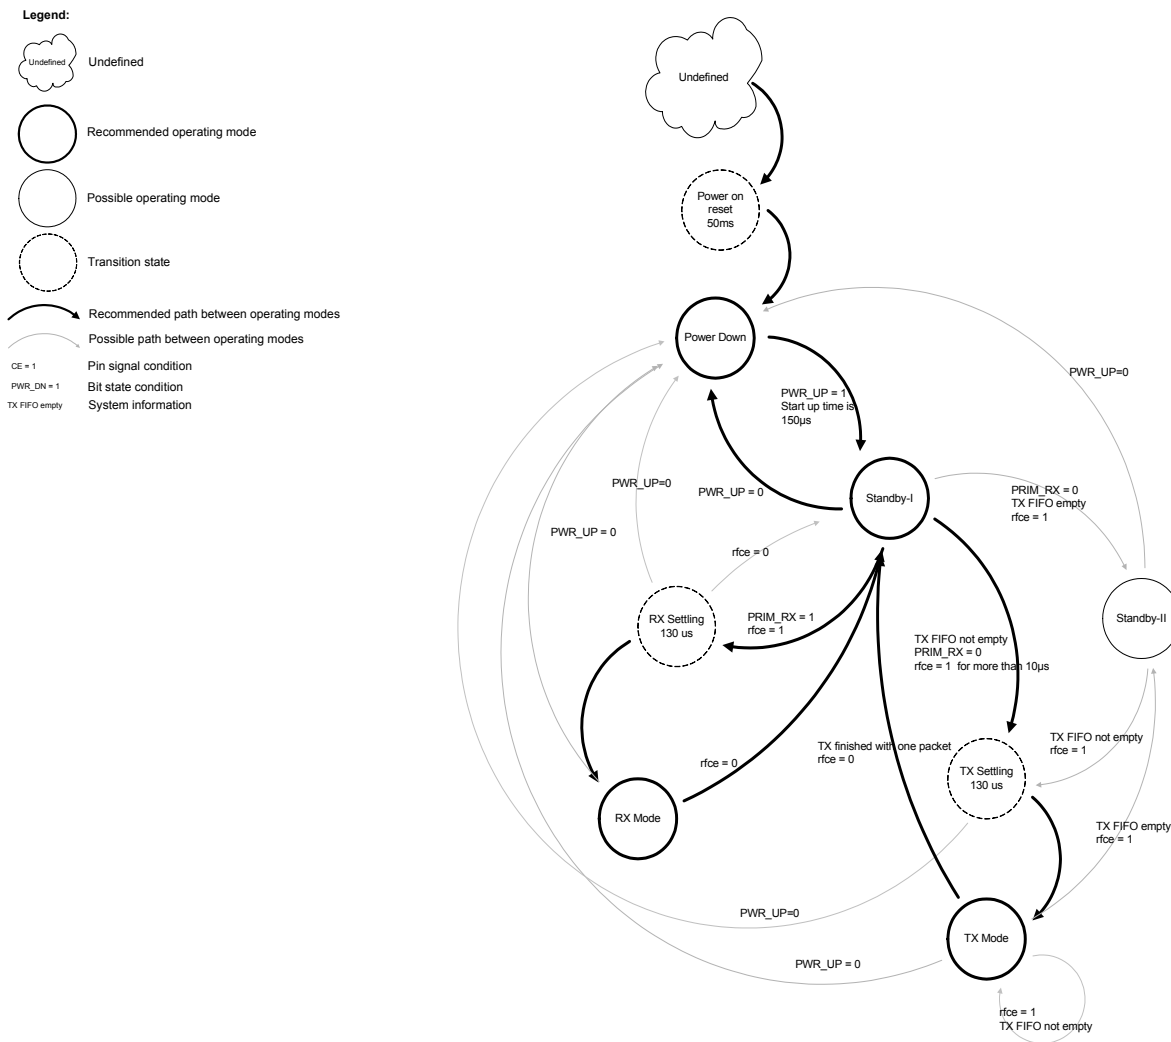 Legend:
Undefined
Undefined
Recommended operating mode
Possible operating mode
Transition state
Recommended path between operating modes
Possible path between operating modes
CE = 1
Pin signal condition
PWR_DN = 1
Bit state condition
TX FIFO empty
System information
Undefined
Power on
reset
50ms
Power Down
PWR_UP=0
PWR_UP = 1
Start up time is
150µs
PWR_UP=0
PWR_UP = 0
Standby-I
PRIM_RX = 0
TX FIFO empty
rfce = 1
PWR_UP = 0
rfce = 0
RX Settling
130 us
PRIM_RX = 1
rfce = 1
Standby-II
TX FIFO not empty
PRIM_RX = 0
rfce = 1 for more than 10µs
TX FIFO not empty
rfce = 1
TX finished with one packet
rfce = 0
rfce = 0
TX Settling
130 us
RX Mode
TX FIFO empty
rfce = 1
PWR_UP=0
TX Mode
PWR_UP = 0
rfce = 1
TX FIFO not empty